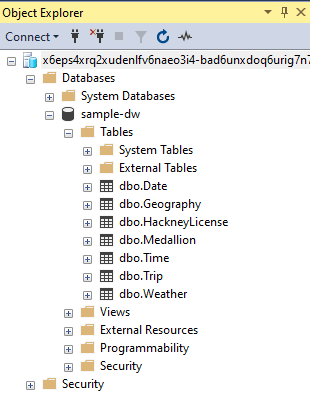 Object Explorer
Connect
x6eps4xrq2xudenlfv6naeo3i4-bad6unxdoq6urig7n7
Databases
System Databases
sample-dw
Tables
System Tables
External Tables
dbo.Date
dbo.Geography
dbo.HackneyLicense
dbo.Medallion
dbo.Time
dbo.Trip
dbo.Weather
Views
External Resources
Programmability
Security
Security